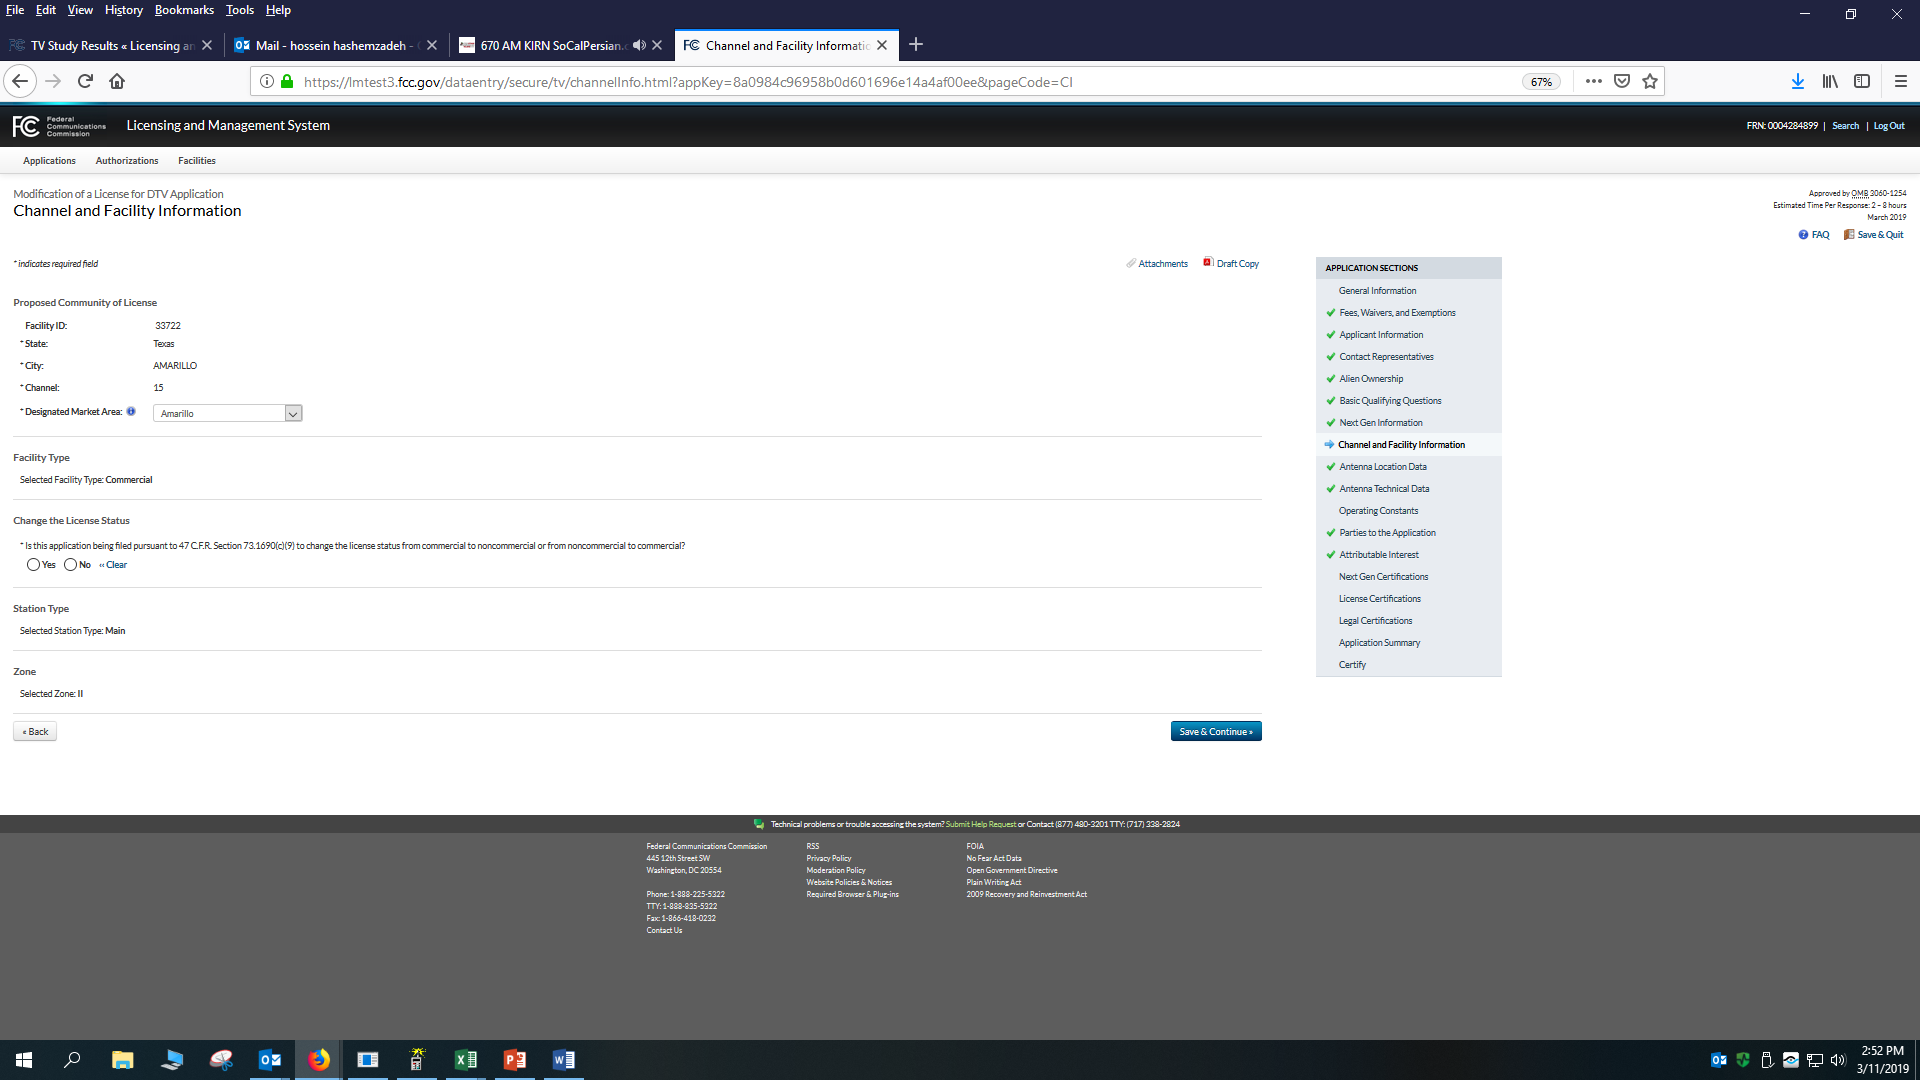 File Edit View History Bookmarks Tools Help
TV Study Results « Licensing an
Mail - hossein hashemzadeh -
670 AM KIRN SoCalPersian.
Channel and Facility Informatio
https://lmtest3.fcc.gov/dataentry/secure/tv/channelInfo.html?appKey=8a0984c96958b0d601696e14a4af00ee&pageCode=CI
67%
FC Federal
Communications
Commission
Licensing and Management System
FRN: 0004284899 | Search | Log Out
Applications Authorizations Facilities
Modification of a License for DTV Application
Channel and Facility Information
Approved by OMB 3060-1254
Estimated Time Per Response: 2 – 8 hours
March 2019
FAQ Save & Quit
* indicates required field
Attachments Draft Copy
Proposed Community of License
Facility ID: 33722
* State: Texas
* City: AMARILLO
* Channel: 15
* Designated Market Area: Amarillo
Facility Type
Selected Facility Type: Commercial
Change the License Status
* Is this application being filed pursuant to 47 C.F.R. Section 73.1690(c)(9) to change the license status from commercial to noncommercial or from noncommercial to commercial?
Yes No « Clear
Station Type
Selected Station Type: Main
Zone
Selected Zone: II
« Back
Save & Continue »
APPLICATION SECTIONS
General Information
Fees, Waivers, and Exemptions
Applicant Information
Contact Representatives
Alien Ownership
Basic Qualifying Questions
Next Gen Information
Channel and Facility Information
Antenna Location Data
Antenna Technical Data
Operating Constants
Parties to the Application
Attributable Interest
Next Gen Certifications
License Certifications
Legal Certifications
Application Summary
Certify
Technical problems or trouble accessing the system? Submit Help Request or Contact (877) 480-3201 TTY: (717) 338-2824
Federal Communications Commission
445 12th Street SW
Washington, DC 20554
Phone: 1-888-225-5322
TTY: 1-888-835-5322
Fax: 1-866-418-0232
Contact Us
RSS
Privacy Policy
Moderation Policy
Website Policies & Notices
Required Browser & Plug-ins
FOIA
No Fear Act Data
Open Government Directive
Plain Writing Act
2009 Recovery and Reinvestment Act
2:52 PM
3/11/2019